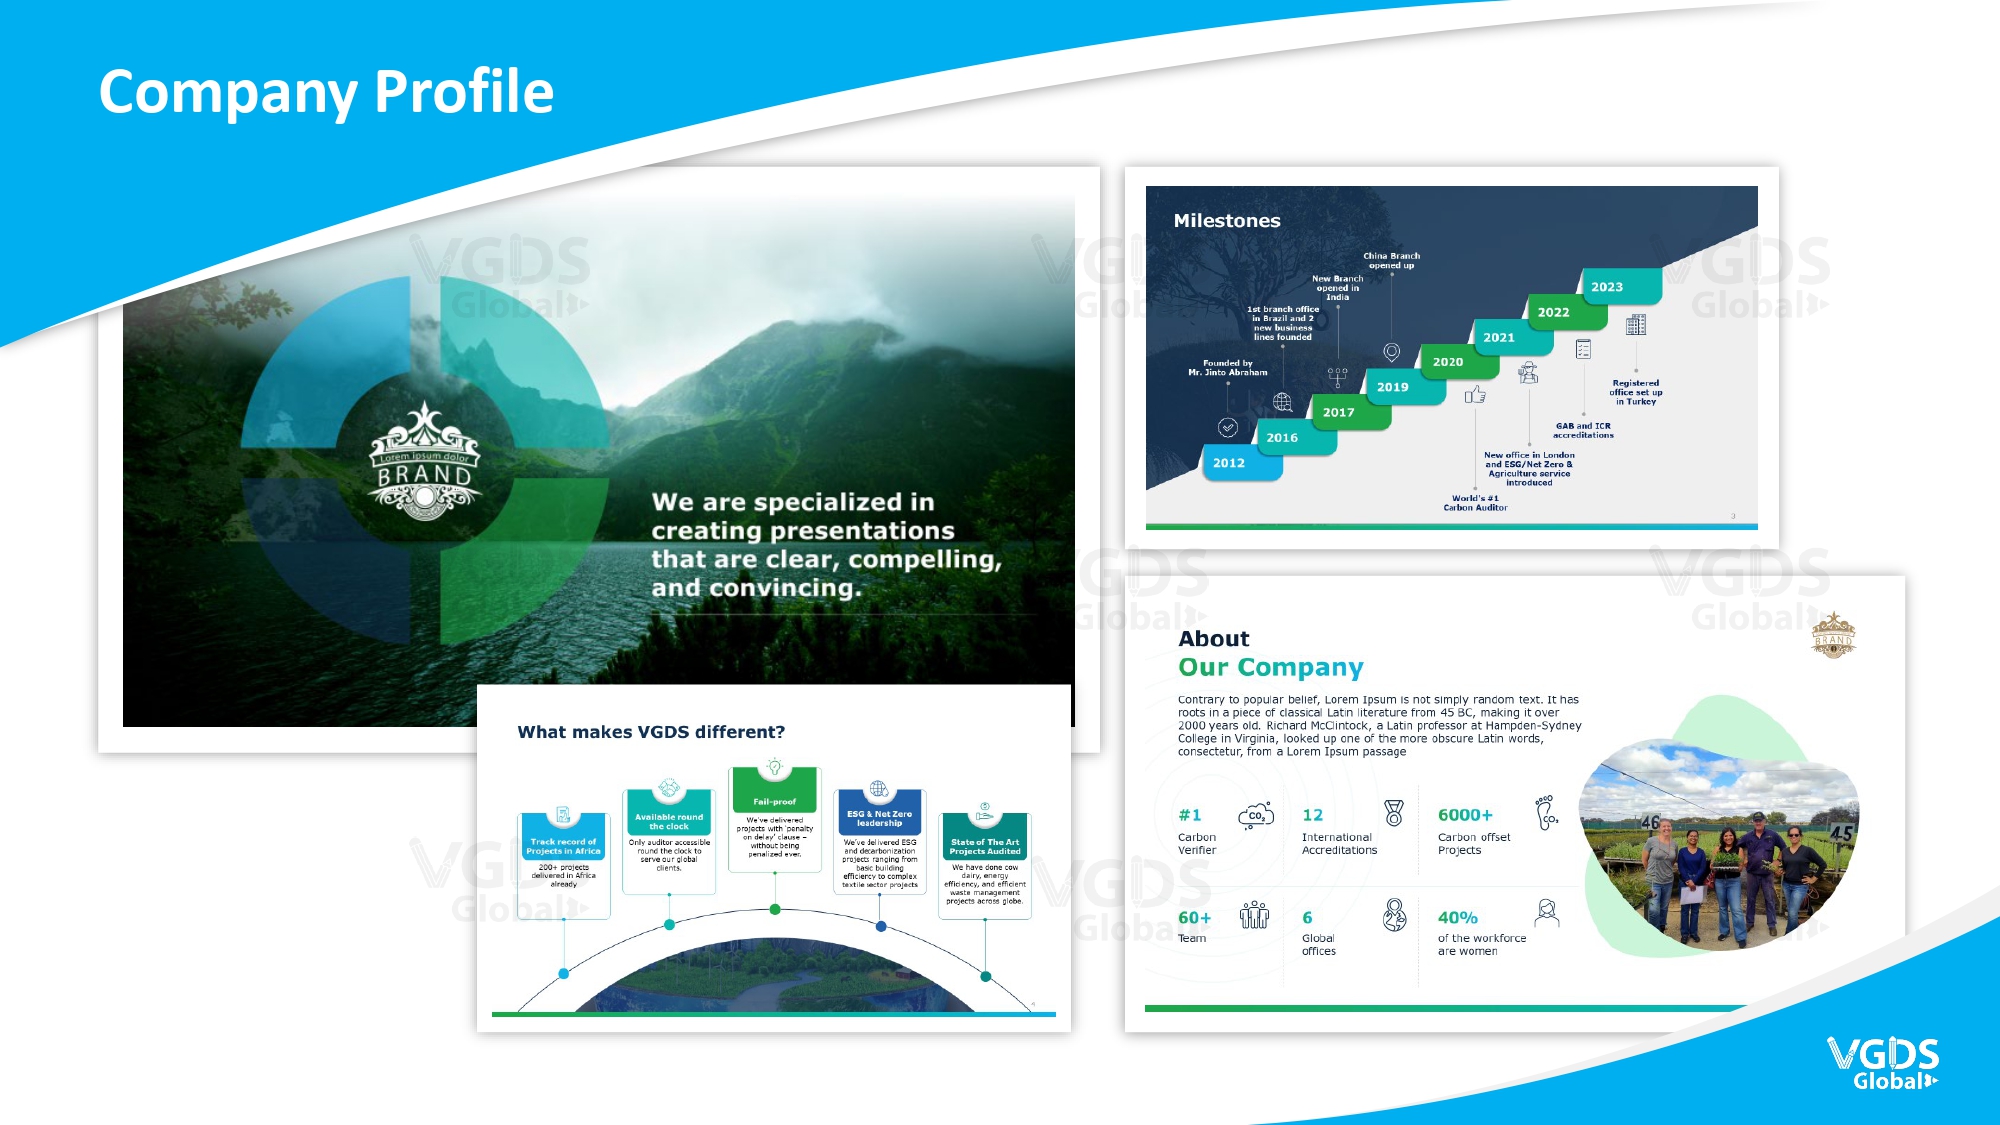 Company Profile
VGDS
Global
Lorem ipsum dolor
BRAND
We are specialized in
creating presentations
that are clear, compelling,
and convincing.
Milestones
China Branch
opened up
New Branch
opened in
India
1st branch office
in Brazil and 2
new business
lines founded
Founded by
Mr. Jinto Abraham
2012
2016
2017
2019
2020
2021
2022
2023
Registered
office set up
in Turkey
GAB and ICR
accreditations
New office in London
and ESG/Net Zero &
Agriculture service
introduced
World's #1
Carbon Auditor
3
What makes VGDS different?
Track record of
Projects in Africa
200+ projects
delivered in Africa
already
Available round
the clock
Only auditor accessible
round the clock to
serve our global
clients.
Fail-proof
We've delivered
projects with 'penalty
on delay' clause –
without being
penalized ever.
ESG & Net Zero
leadership
We've delivered ESG
and decarbonization
projects ranging from
basic building
efficiency to complex
textile sector projects
State of The Art
Projects Audited
We have done cow
dairy, energy
efficiency, and efficient
waste management
projects across globe.
About
Our Company
BRAND
Contrary to popular belief, Lorem Ipsum is not simply random text. It has
roots in a piece of classical Latin literature from 45 BC, making it over
2000 years old. Richard McClintock, a Latin professor at Hampden-Sydney
College in Virginia, looked up one of the more obscure Latin words,
consectetur, from a Lorem Ipsum passage
#1
Carbon
Verifier
CO₂
12
International
Accreditations
6000+
Carbon offset
Projects
CO₂
60+
Team
6
Global
offices
40%
of the workforce
are women
46
45
VGDS
Global